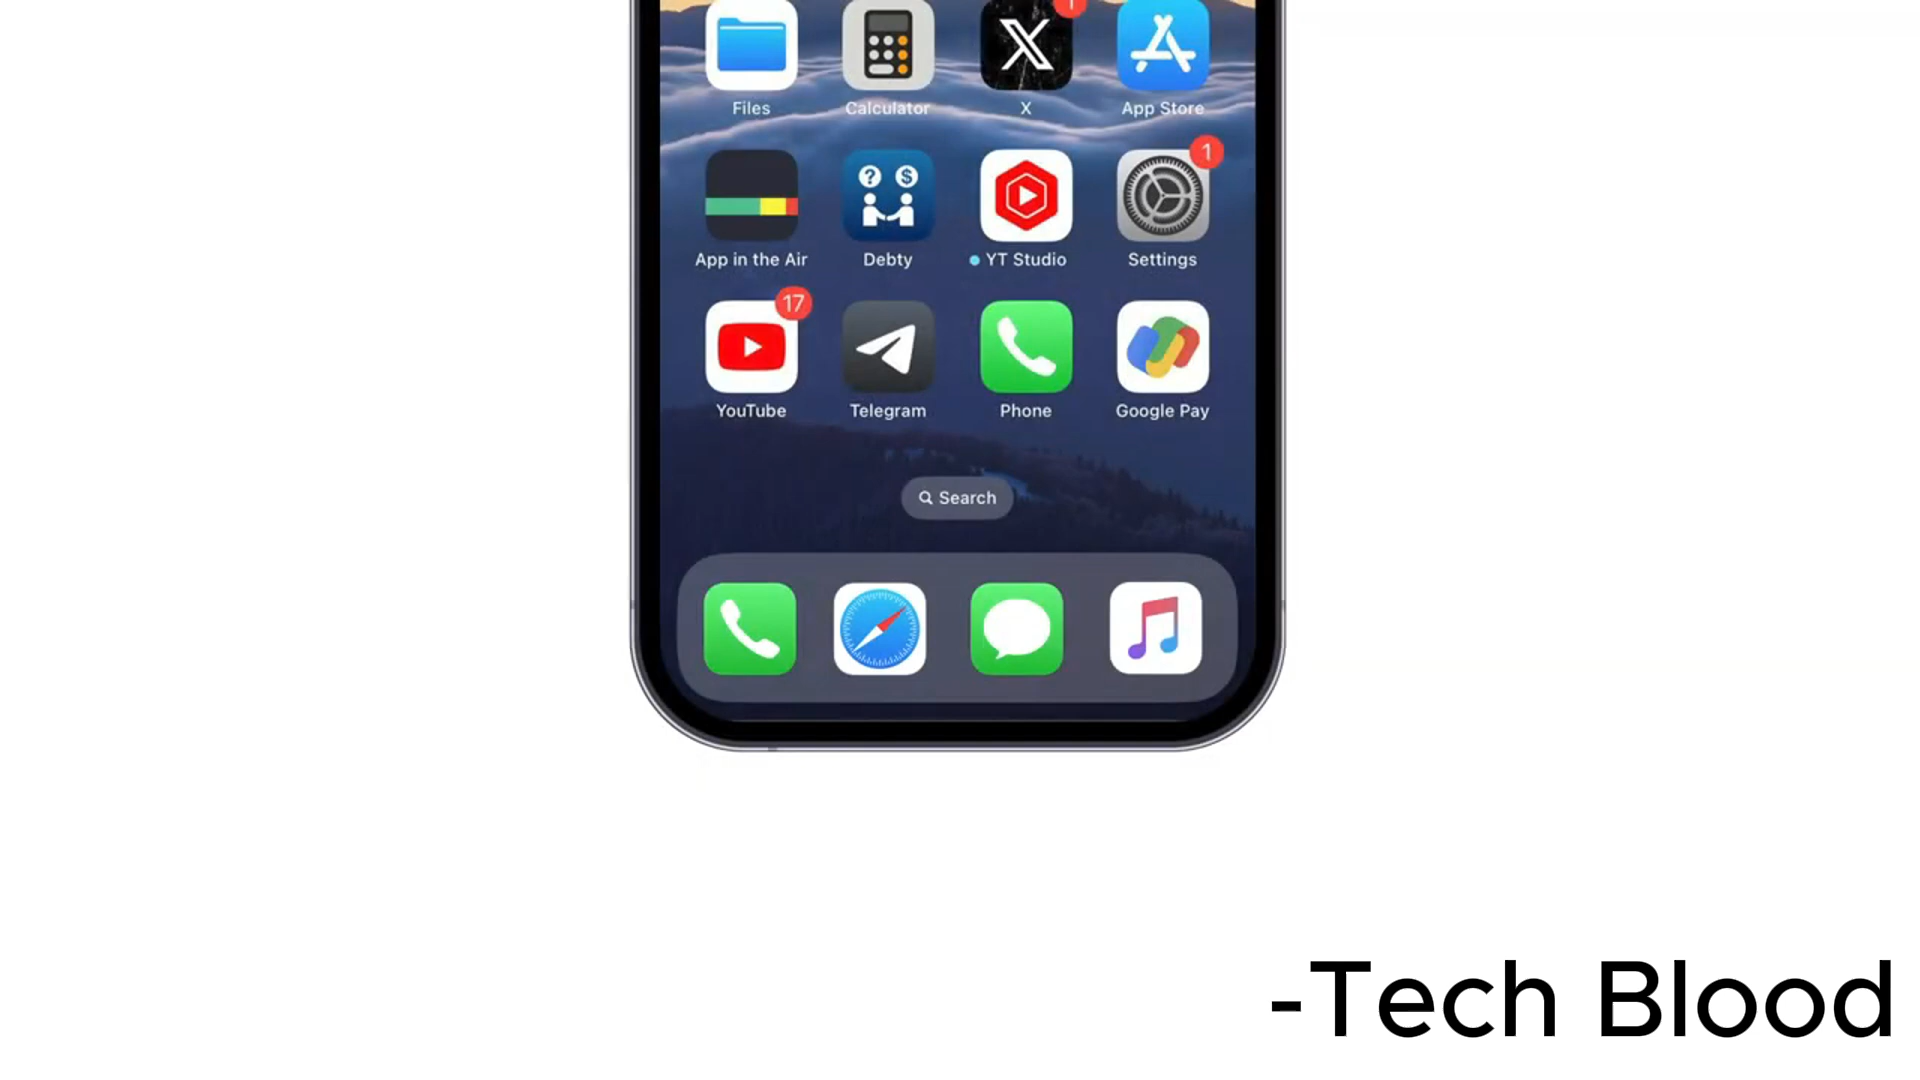 1
Files Calculator X App Store
1
App in the Air Debty YT Studio Settings
17
YouTube Telegram Phone Google Pay
Search
-Tech Blood